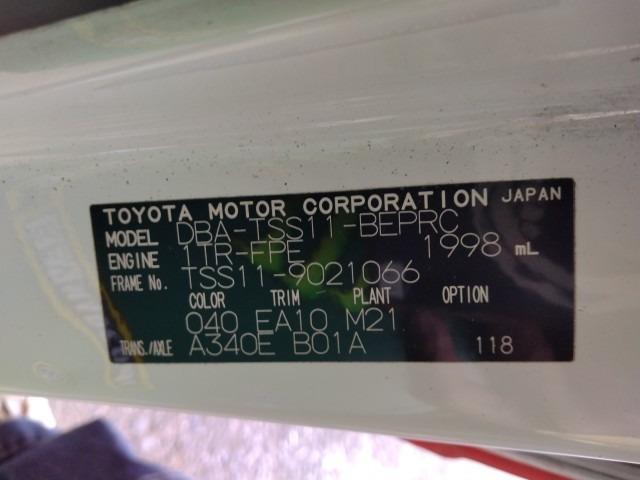 TOYOTA MOTOR CORPORATION JAPAN
MODEL DBA-TSS11-BEPRC
ENGINE 1TR-FPE 1998 mL
FRAME No. TSS11-9021066
COLOR TRIM PLANT OPTION
040 EA10 M21
TRANS./AXLE A340E B01A 118